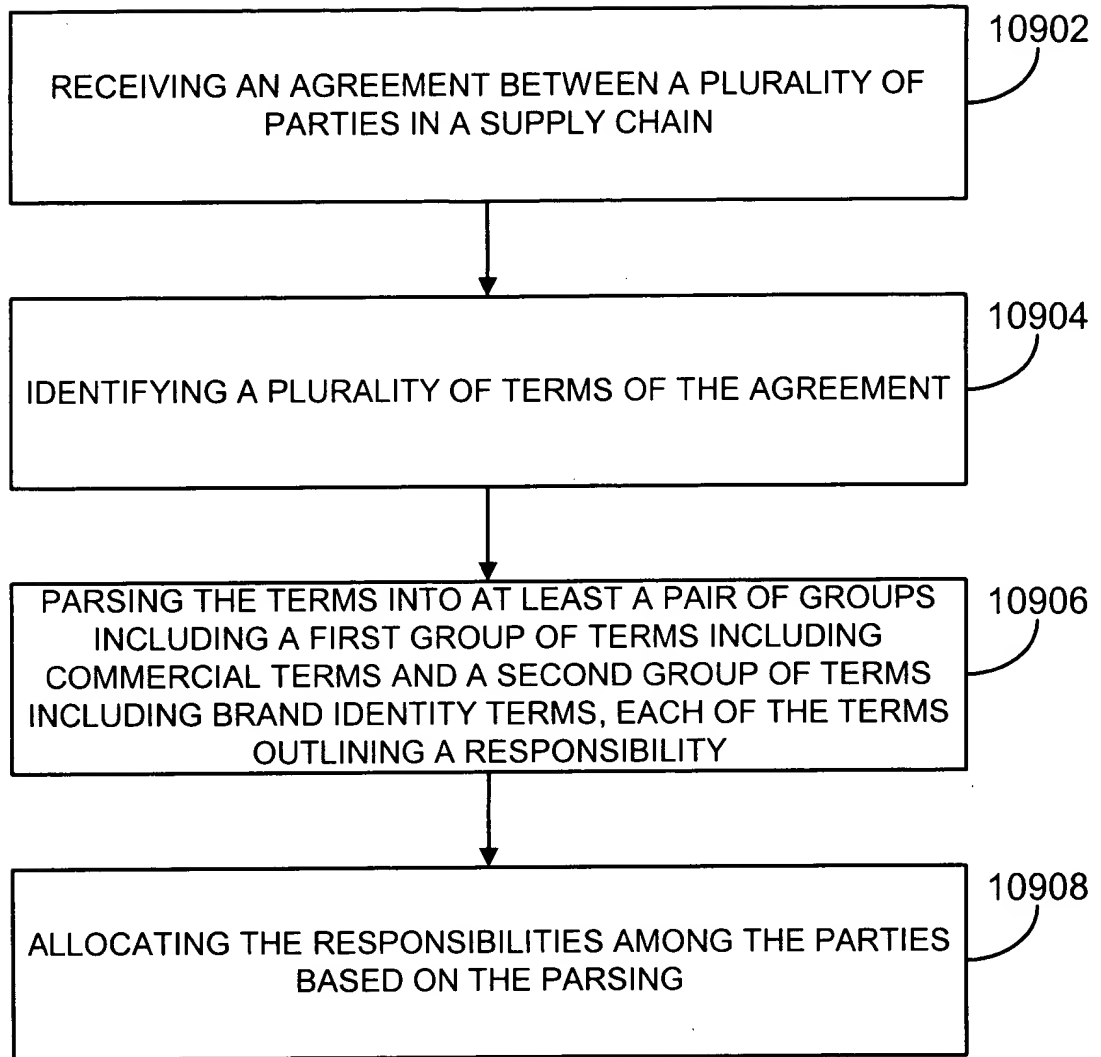 10902
RECEIVING AN AGREEMENT BETWEEN A PLURALITY OF
PARTIES IN A SUPPLY CHAIN
10904
IDENTIFYING A PLURALITY OF TERMS OF THE AGREEMENT
10906
PARSING THE TERMS INTO AT LEAST A PAIR OF GROUPS
INCLUDING A FIRST GROUP OF TERMS INCLUDING
COMMERCIAL TERMS AND A SECOND GROUP OF TERMS
INCLUDING BRAND IDENTITY TERMS, EACH OF THE TERMS
OUTLINING A RESPONSIBILITY
10908
ALLOCATING THE RESPONSIBILITIES AMONG THE PARTIES
BASED ON THE PARSING